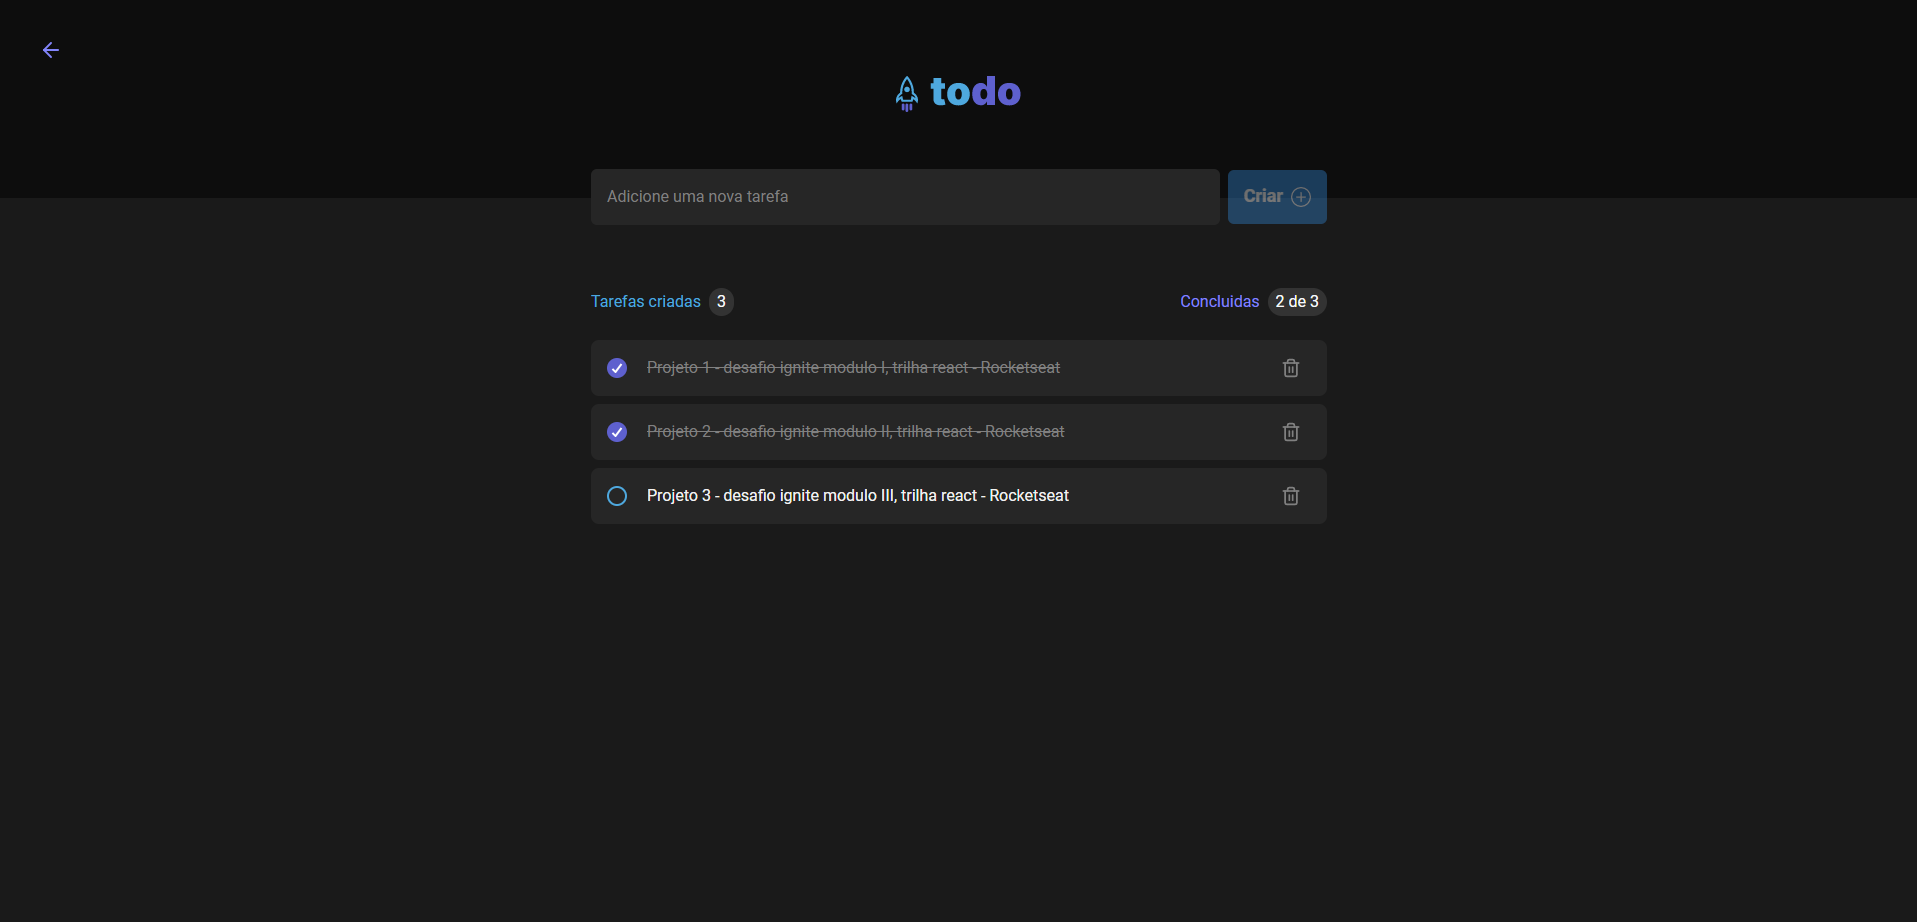 todo
Adicione uma nova tarefa
Criar
Tarefas criadas 3
Concluidas 2 de 3
Projeto 1 - desafio ignite modulo I, trilha react - Rocketseat
Projeto 2 - desafio ignite modulo II, trilha react - Rocketseat
Projeto 3 - desafio ignite modulo III, trilha react - Rocketseat